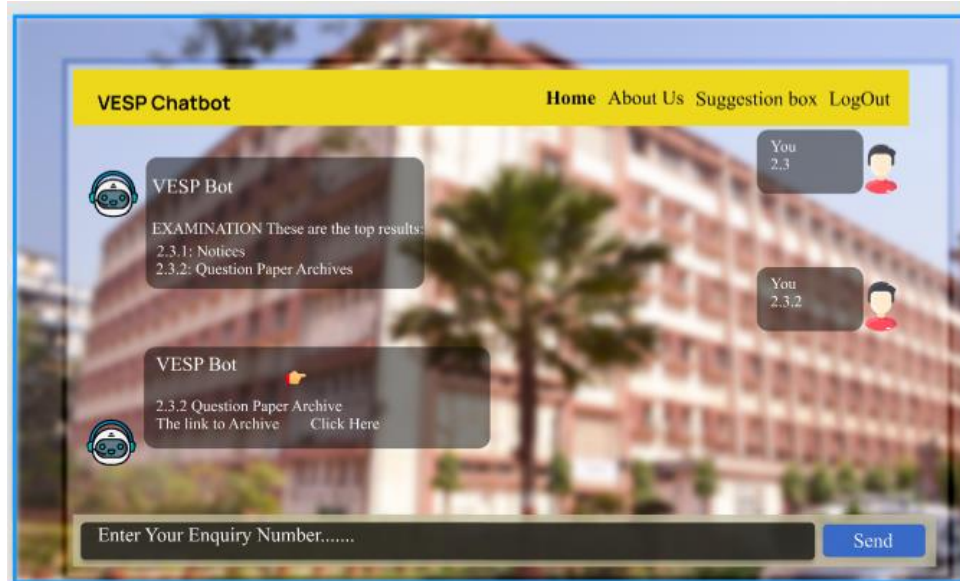 VESP Chatbot
Home About Us Suggestion box LogOut
You
2.3
VESP Bot
EXAMINATION These are the top results:
2.3.1: Notices
2.3.2: Question Paper Archives
You
2.3.2
VESP Bot
2.3.2 Question Paper Archive
The link to Archive Click Here
Enter Your Enquiry Number.......
Send